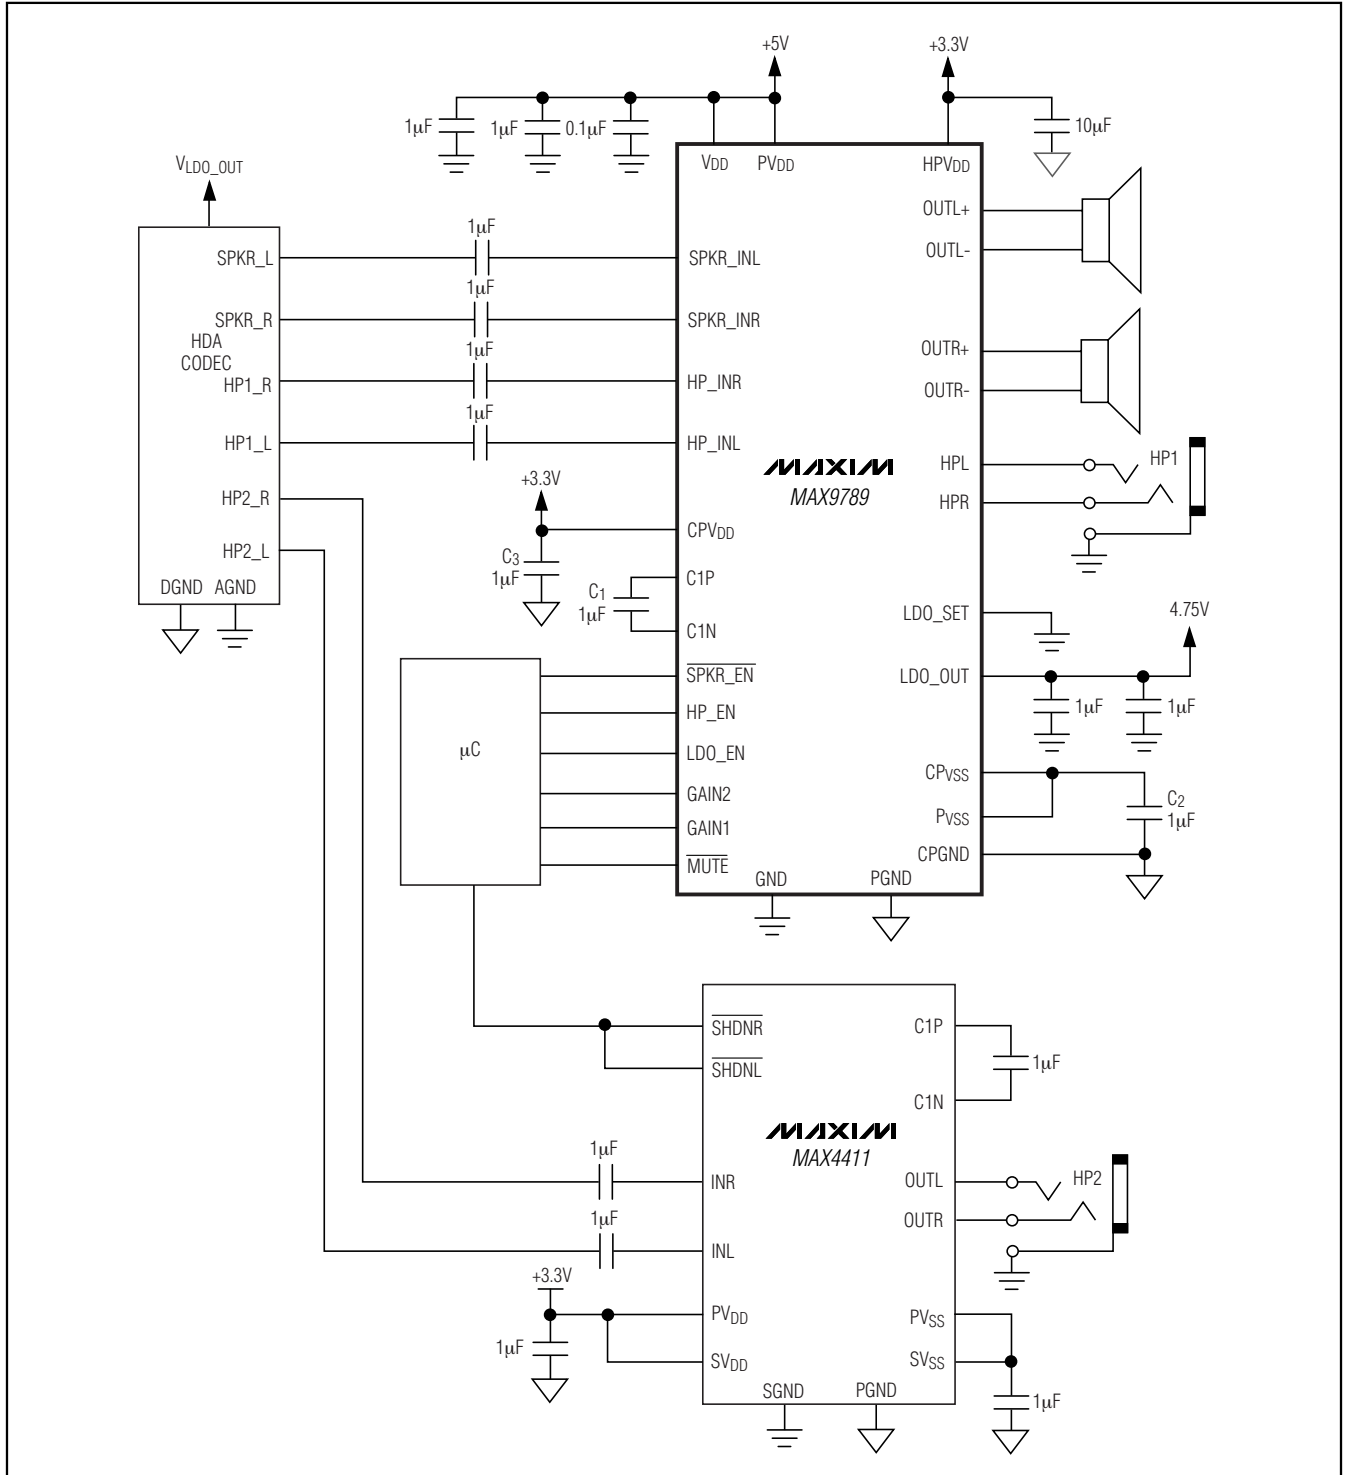 +5V
+3.3V
1µF
1µF
0.1µF
10µF
VDD
PVDD
HPVDD
VLDO_OUT
OUTL+
OUTL-
1µF
SPKR_L
SPKR_INL
1µF
SPKR_R
SPKR_INR
HDA
CODEC
1µF
OUTR+
OUTR-
HP1_R
HP_INR
1µF
HP1_L
HP_INL
MAXIM
MAX9789
HPL
HP1
HPR
+3.3V
HP2_R
CPVDD
HP2_L
C3
1µF
DGND
AGND
C1P
C1
1µF
C1N
LDO_SET
4.75V
SPKR_EN
LDO_OUT
HP_EN
1µF
1µF
µC
LDO_EN
GAIN2
CPVSS
C2
1µF
GAIN1
PVSS
MUTE
CPGND
GND
PGND
SHDNR
C1P
SHDNL
1µF
C1N
MAXIM
MAX4411
1µF
INR
OUTL
HP2
1µF
OUTR
INL
+3.3V
PVDD
PVSS
1µF
SVDD
SVSS
SGND
PGND
1µF